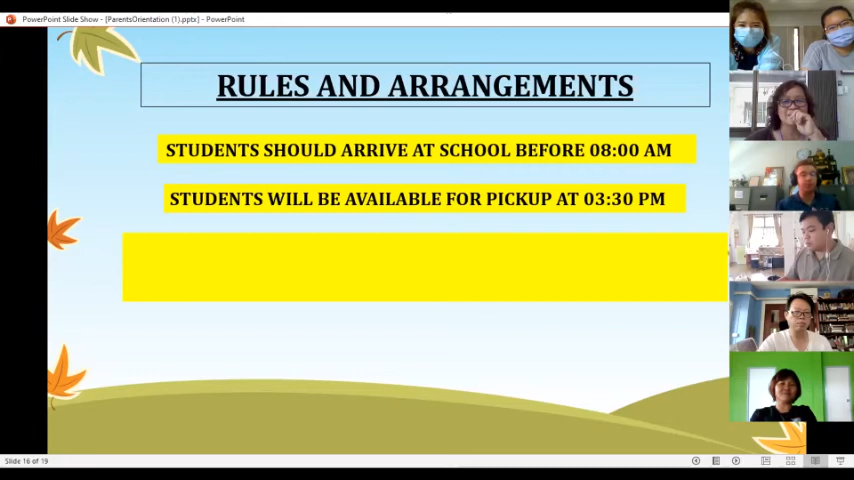 PowerPoint Slide Show - [ParentsOrientation (1).pptx] - PowerPoint
RULES AND ARRANGEMENTS
STUDENTS SHOULD ARRIVE AT SCHOOL BEFORE 08:00 AM
STUDENTS WILL BE AVAILABLE FOR PICKUP AT 03:30 PM
Slide 16 of 19